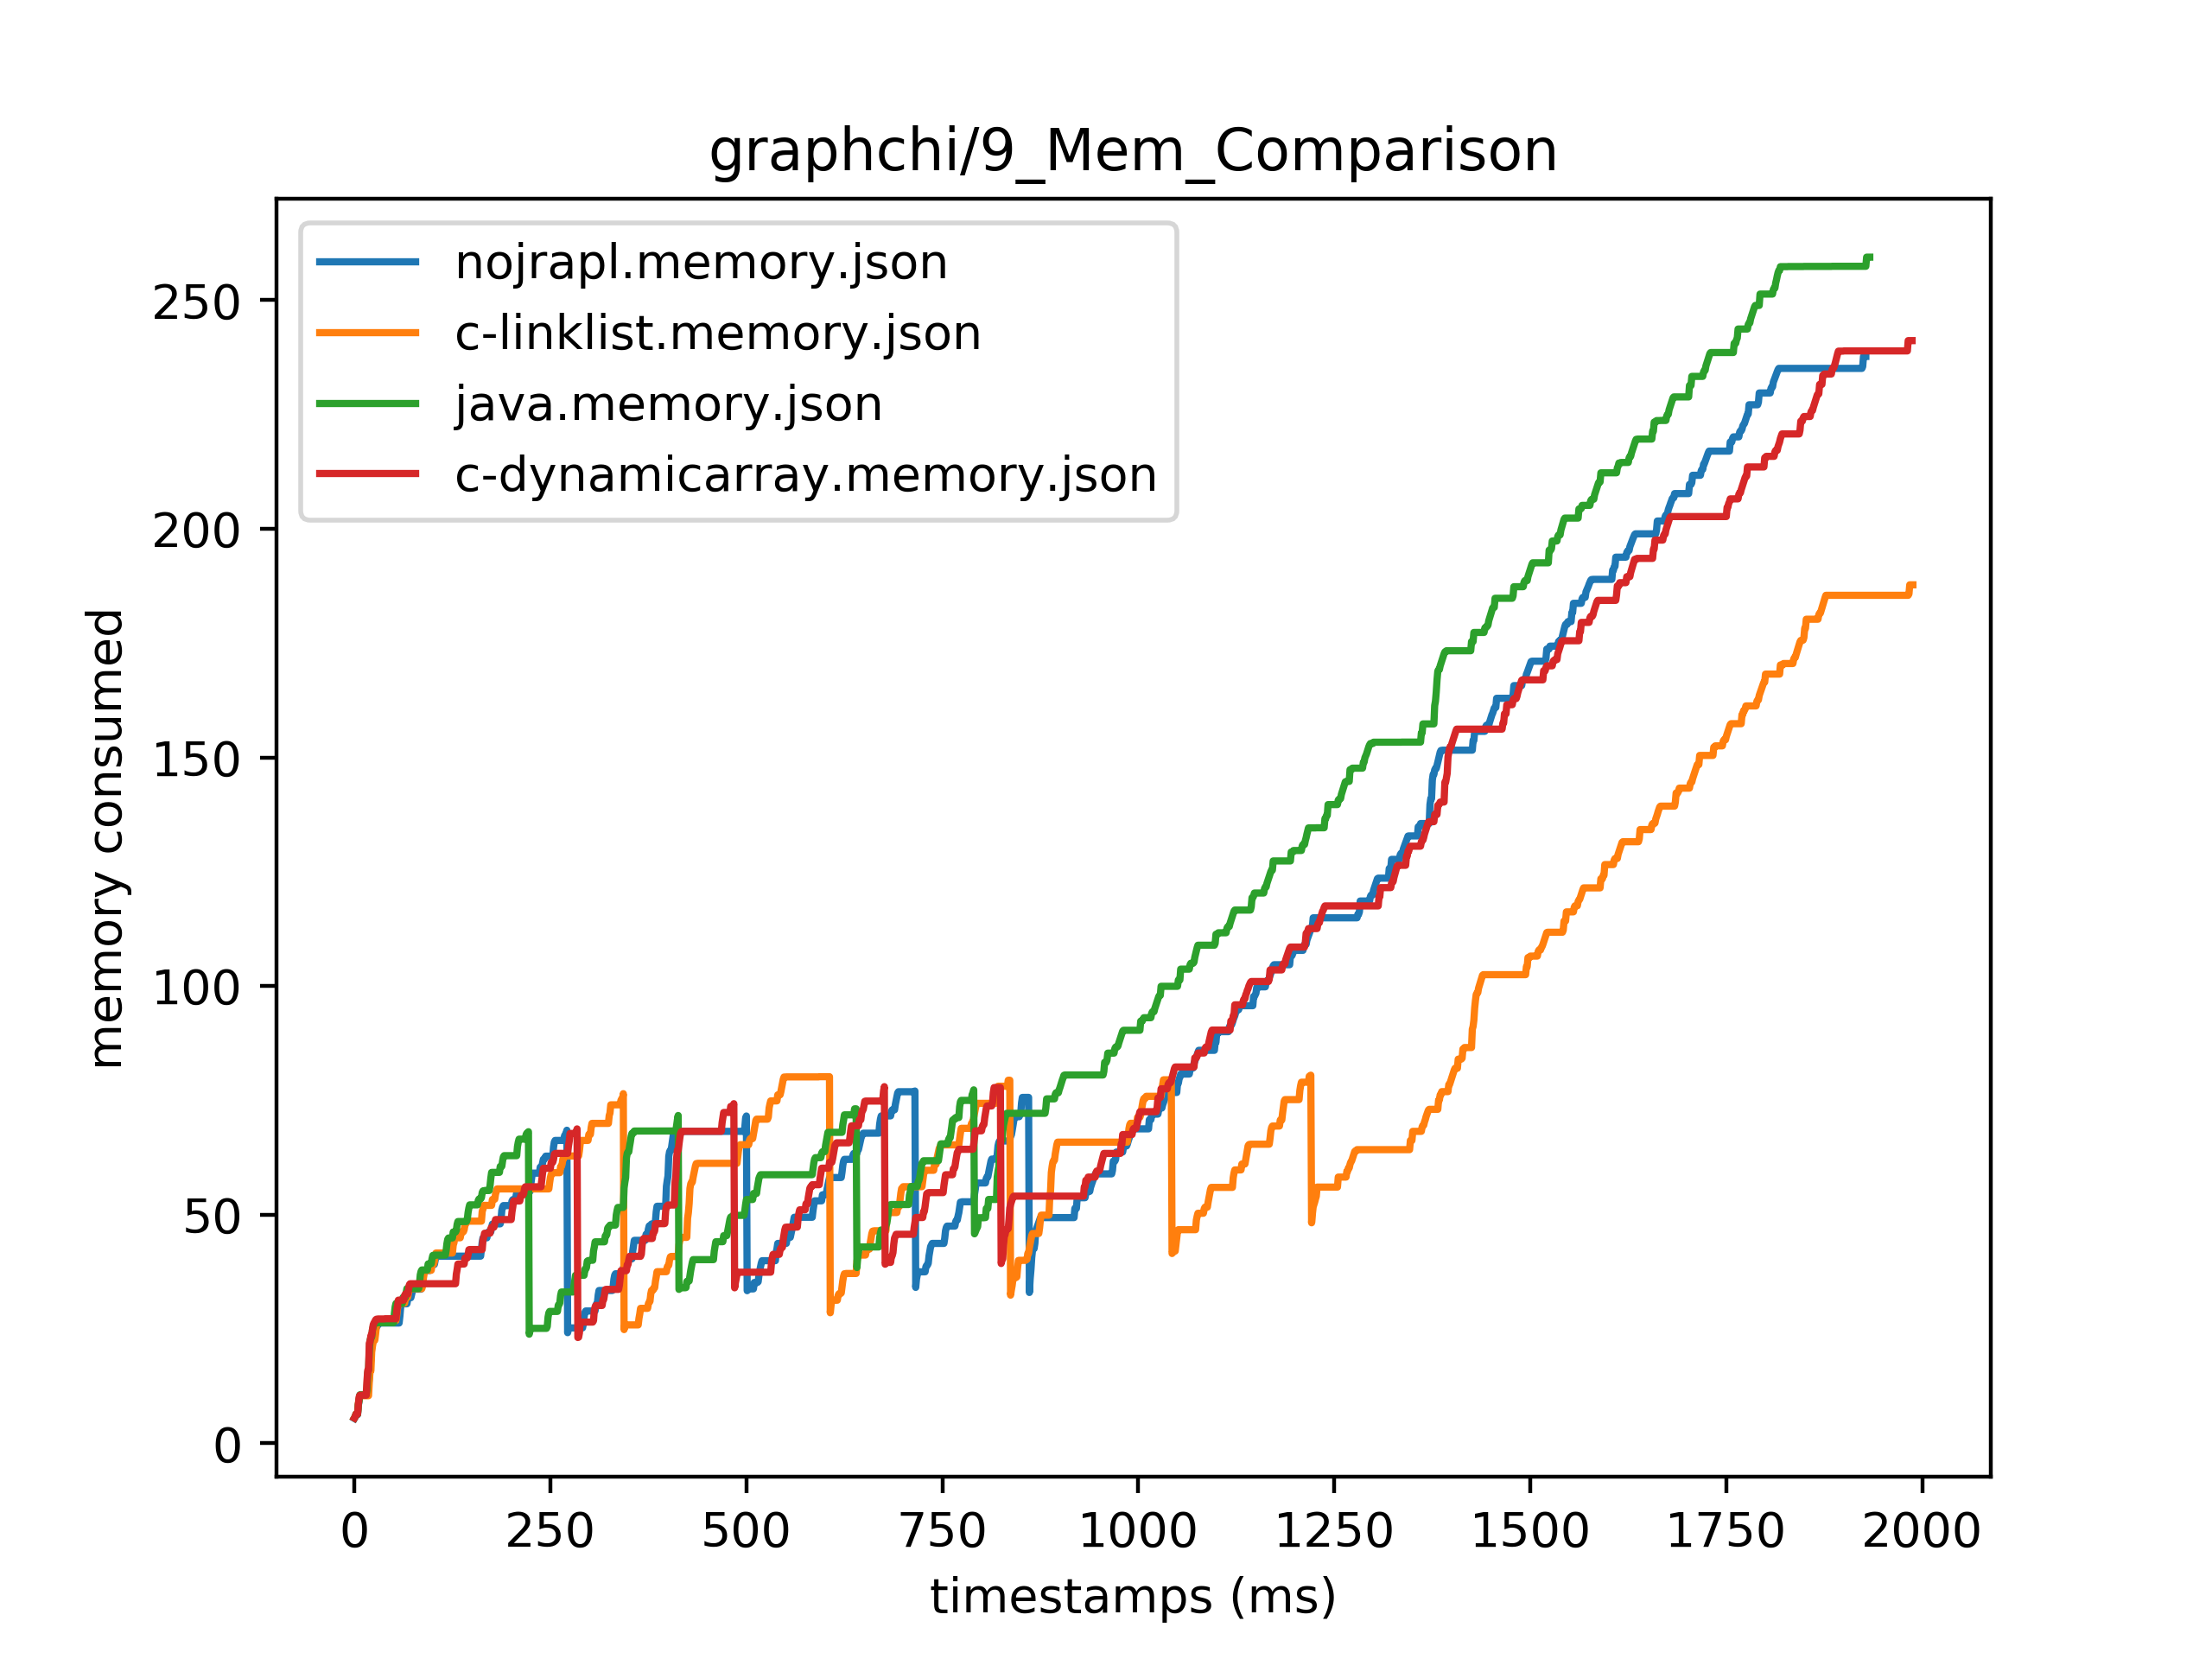 graphchi/9_Mem_Comparison
nojrapl.memory.json
c-linklist.memory.json
java.memory.json
c-dynamicarray.memory.json
memory consumed
250
200
150
100
50
0
0 250 500 750 1000 1250 1500 1750 2000
timestamps (ms)